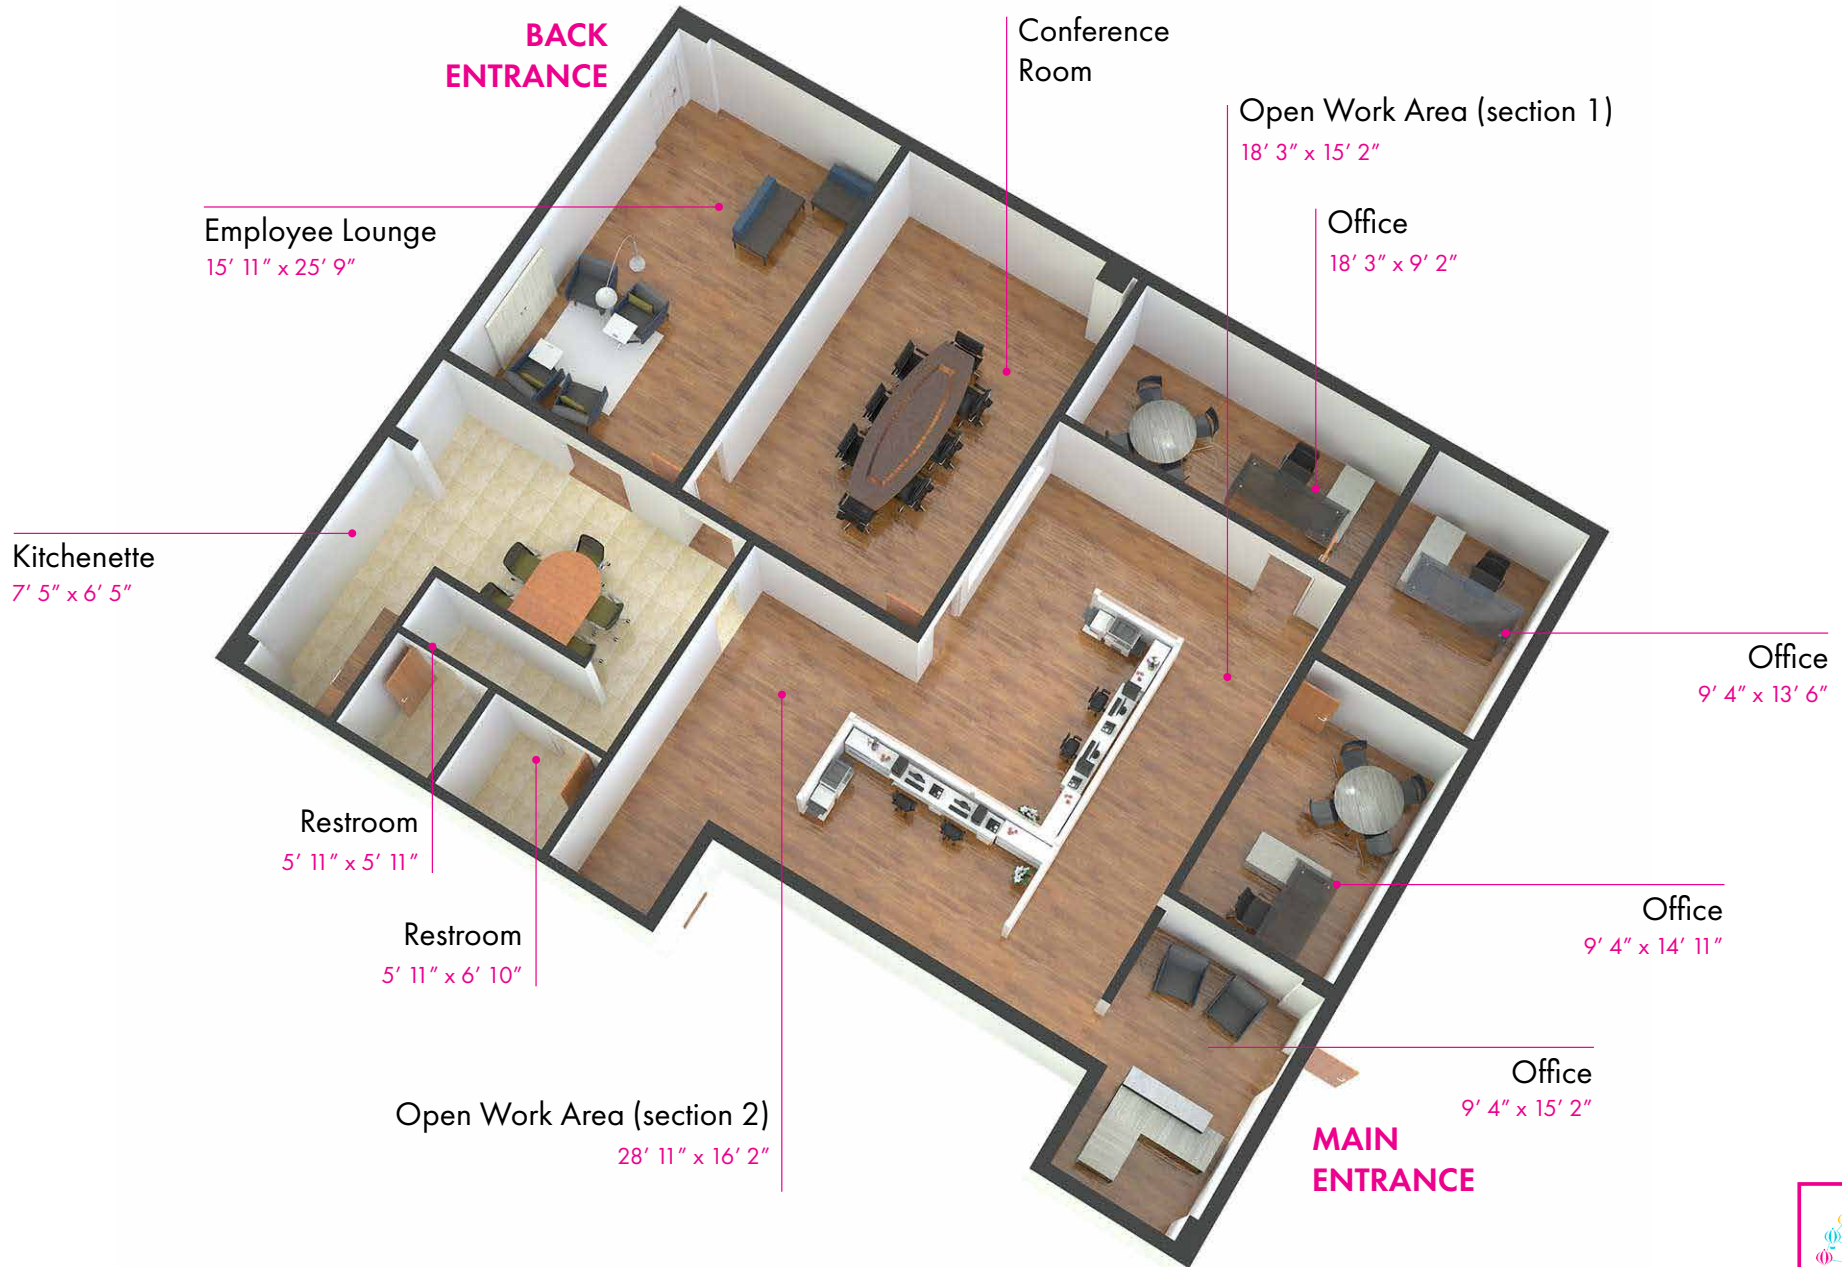 BACK
ENTRANCE
Conference
Room
Open Work Area (section 1)
18’ 3” x 15’ 2”
Office
18’ 3” x 9’ 2”
Employee Lounge
15’ 11” x 25’ 9”
Kitchenette
7’ 5” x 6’ 5”
Office
9’ 4” x 13’ 6”
Restroom
5’ 11” x 5’ 11”
Office
9’ 4” x 14’ 11”
Restroom
5’ 11” x 6’ 10”
Office
9’ 4” x 15’ 2”
Open Work Area (section 2)
28’ 11” x 16’ 2”
MAIN
ENTRANCE